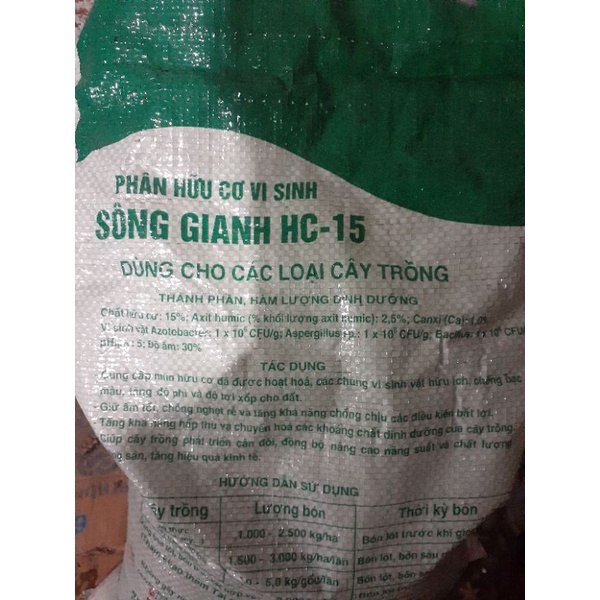 PHÂN HỮU CƠ VI SINH
SÔNG GIANH HC-15
DÙNG CHO CÁC LOẠI CÂY TRỒNG
THÀNH PHẦN, HÀM LƯỢNG DINH DƯỠNG
Chất hữu cơ: 15%; Axit humic (% khối lượng axit humic): 2,5%; Canxi (Ca):
Vi sinh vật Azotobacter: 1 x 10⁶ CFU/g; Aspergillus sp.: 1 x 10⁶ CFU/g; Bacillus: 1 x 10⁶ CFU/
5; Độ ẩm: 30%
TÁC DỤNG
- Cung cấp mùn hữu cơ đã được hoạt hoá, các chủng vi sinh vật hữu ích, chống bạc
màu, tăng độ phì và độ tơi xốp cho đất.
- Giữ ẩm tốt, chống nghẹt rễ và tăng khả năng chống chịu các điều kiện bất lợi.
- Tăng khả năng hấp thu và chuyển hoá các khoáng chất dinh dưỡng của cây trồng.
Giúp cây trồng phát triển cân đối, đồng bộ nâng cao năng suất và chất lượng
nông sản, tăng hiệu quả kinh tế.
HƯỚNG DẪN SỬ DỤNG
trồng Lượng bón Thời kỳ bón
1.000 - 2.500 kg/ha Bón lót trước khi
1.500 - 3.000 kg/ha/lần Bón lót, bón sau
- 5,0 kg/gốc/lần Bón lót, bón sau